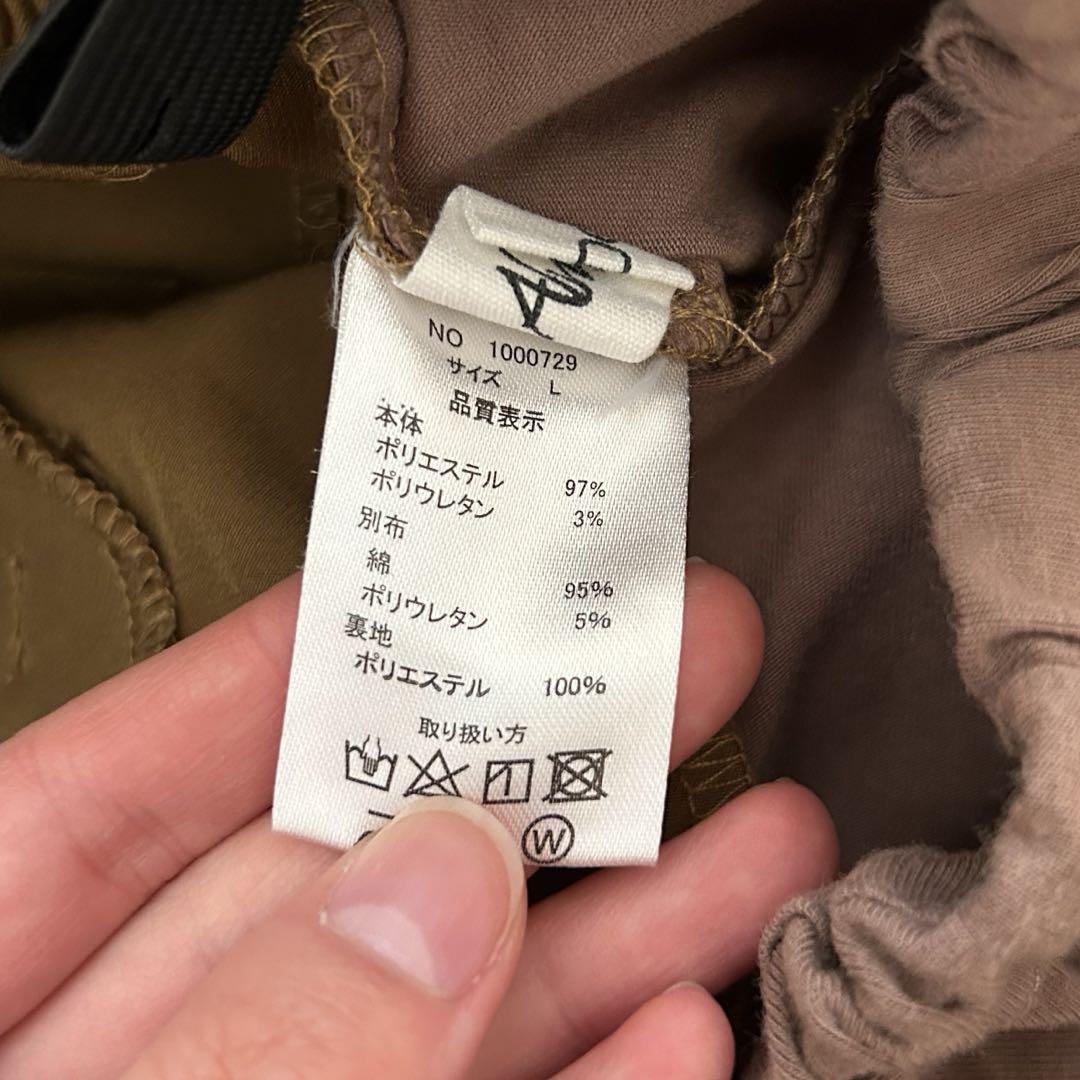 NO 1000729
サイズ L
品質表示
本体
ポリエステル 97%
ポリウレタン 3%
別布
綿 95%
ポリウレタン 5%
裏地
ポリエステル 100%
取り扱い方
W